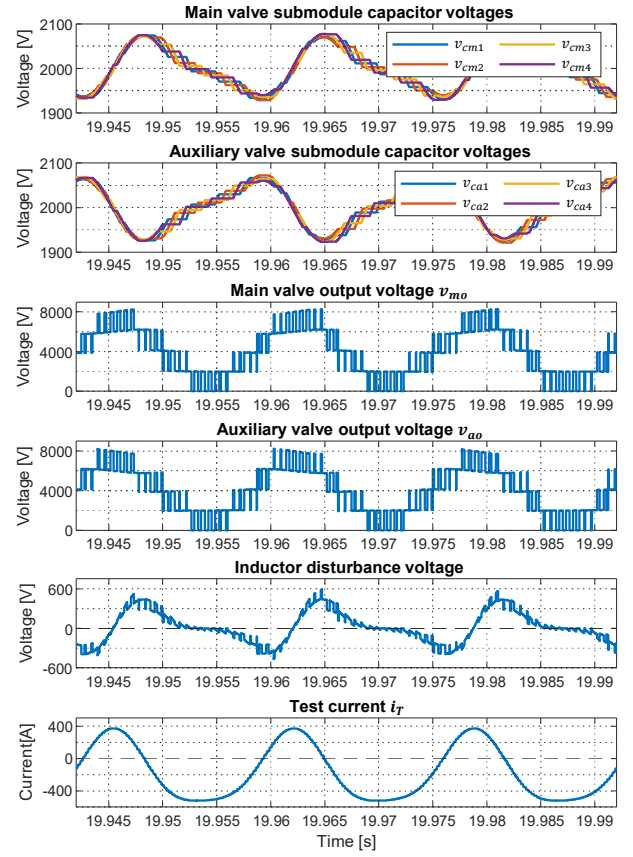 Main valve submodule capacitor voltages
Voltage [V]
2100
2000
1900
v_cm1 v_cm3
v_cm2 v_cm4
19.945 19.95 19.955 19.96 19.965 19.97 19.975 19.98 19.985 19.99
Auxiliary valve submodule capacitor voltages
Voltage [V]
2100
2000
1900
v_ca1 v_ca3
v_ca2 v_ca4
19.945 19.95 19.955 19.96 19.965 19.97 19.975 19.98 19.985 19.99
Main valve output voltage v_mo
Voltage [V]
8000
4000
0
19.945 19.95 19.955 19.96 19.965 19.97 19.975 19.98 19.985 19.99
Auxiliary valve output voltage v_ao
Voltage [V]
8000
4000
0
19.945 19.95 19.955 19.96 19.965 19.97 19.975 19.98 19.985 19.99
Inductor disturbance voltage
Voltage [V]
600
0
-600
19.945 19.95 19.955 19.96 19.965 19.97 19.975 19.98 19.985 19.99
Test current i_T
Current[A]
400
0
-400
19.945 19.95 19.955 19.96 19.965 19.97 19.975 19.98 19.985 19.99
Time [s]